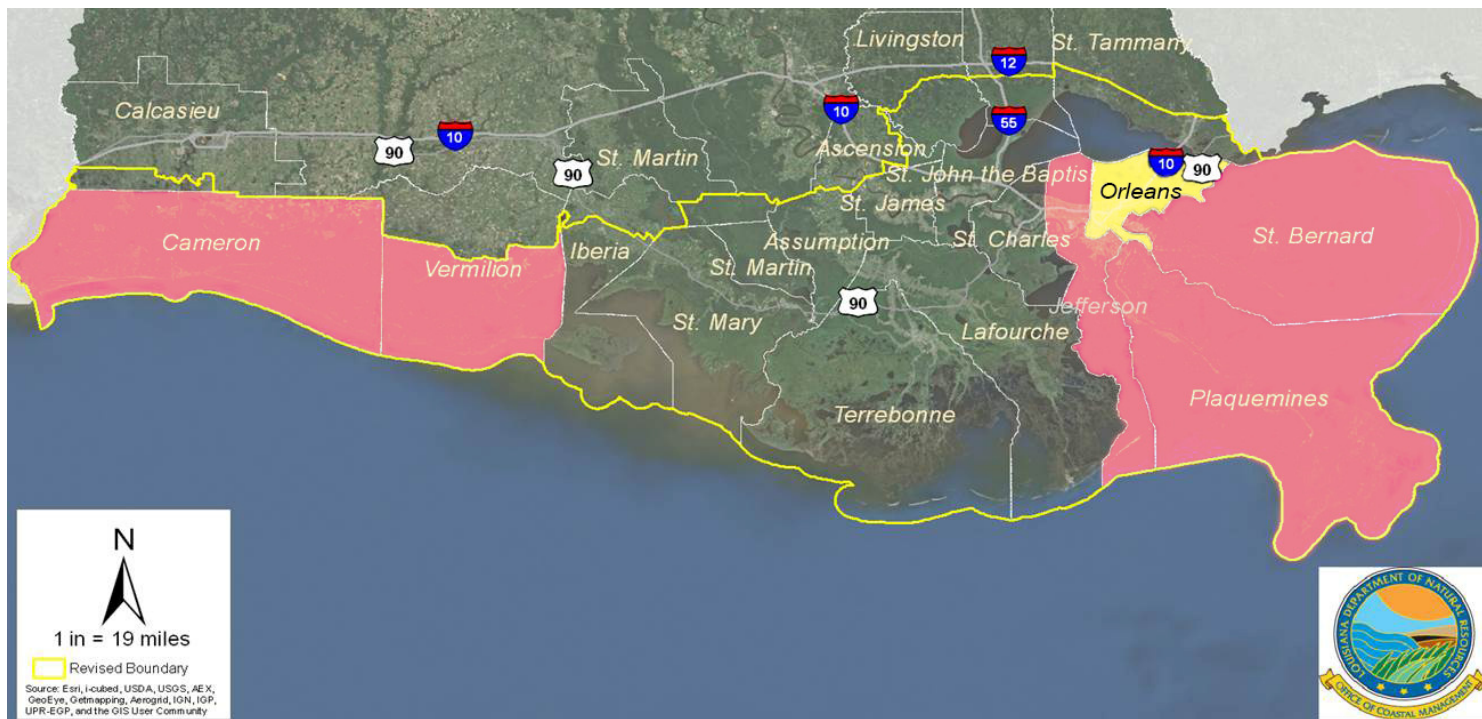 Livingston
St. Tammany
12
Calcasieu
10
55
10
90
St. Martin
Ascension
90
10
90
St. John the Baptist
Orleans
St. James
Cameron
Vermilion
Iberia
Assumption
St. Charles
St. Bernard
St. Martin
90
Jefferson
St. Mary
Lafourche
Terrebonne
Plaquemines
N
1 in = 19 miles
Revised Boundary
Source: Esri, i-cubed, USDA, USGS, AEX,
GeoEye, Getmapping, Aerogrid, IGN, IGP,
UPR-EGP, and the GIS User Community
LOUISIANA DEPARTMENT OF NATURAL RESOURCES
OFFICE OF COASTAL MANAGEMENT